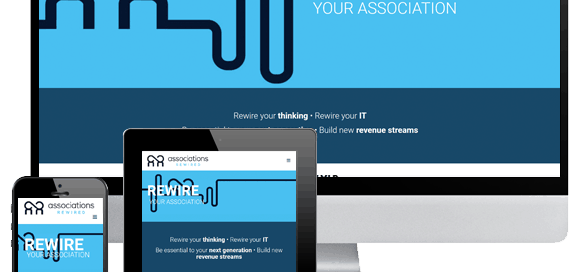 YOUR ASSOCIATION
Rewire your thinking • Rewire your IT
• Build new revenue streams
associations
REWIRED
REWIRE
YOUR ASSOCIATION
Rewire your thinking • Rewire your IT
Be essential to your next generation • Build new
revenue streams
associations
REWIRED
REWIRE
YOUR ASSOCIATION